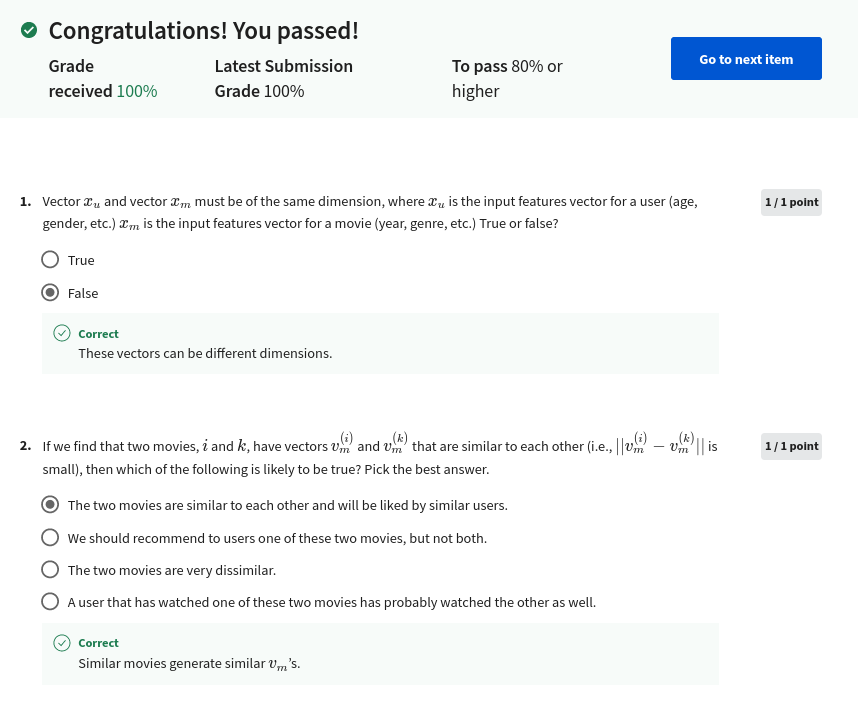 Congratulations! You passed!
Grade received 100%
Latest Submission Grade 100%
To pass 80% or higher
Go to next item
1. Vector x_u and vector x_m must be of the same dimension, where x_u is the input features vector for a user (age,
gender, etc.) x_m is the input features vector for a movie (year, genre, etc.) True or false?
1 / 1 point
True
False
Correct
These vectors can be different dimensions.
2. If we find that two movies, i and k, have vectors v_m^(i) and v_m^(k) that are similar to each other (i.e., ||v_m^(i) − v_m^(k)|| is
small), then which of the following is likely to be true? Pick the best answer.
1 / 1 point
The two movies are similar to each other and will be liked by similar users.
We should recommend to users one of these two movies, but not both.
The two movies are very dissimilar.
A user that has watched one of these two movies has probably watched the other as well.
Correct
Similar movies generate similar v_m's.